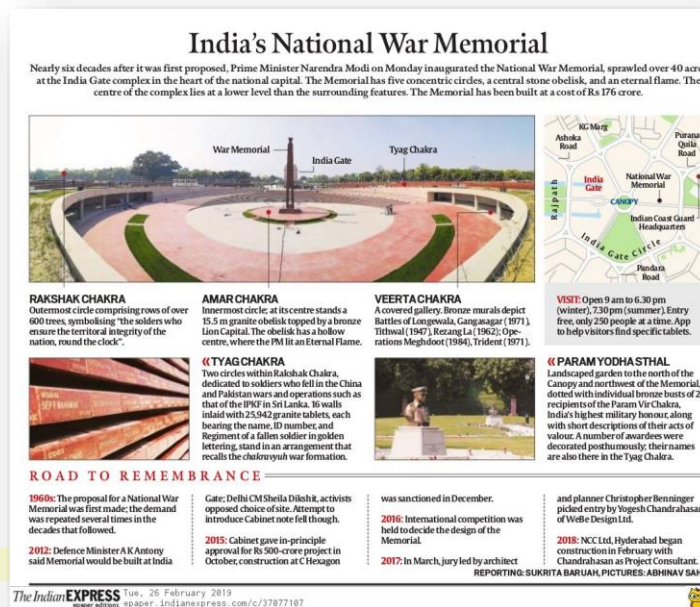 India's National War Memorial
Nearly six decades after it was first proposed, Prime Minister Narendra Modi on Monday inaugurated the National War Memorial, sprawled over 40 acre
at the India Gate complex in the heart of the national capital. The Memorial has five concentric circles, a central stone obelisk, and an eternal flame. The
centre of the complex lies at a lower level than the surrounding features. The Memorial has been built at a cost of Rs 176 crore.
War Memorial
India Gate
Tyag Chakra
KG Marg
Ashoka
Road
Purana
Quila
Road
India
Gate
National War
Memorial
Rajpath
CANOPY
Indian Coast Guard
Headquarters
India Gate Circle
Pandara
Road
RAKSHAK CHAKRA
Outermost circle comprising rows of over
600 trees, symbolising "the soldiers who
ensure the territorial integrity of the
nation, round the clock".
AMAR CHAKRA
Innermost circle; at its centre stands a
15.5 m granite obelisk topped by a bronze
Lion Capital. The obelisk has a hollow
centre, where the PM lit an Eternal Flame.
VEERTA CHAKRA
A covered gallery. Bronze murals depict
Battles of Longewala, Gangasagar (1971),
Tithwal (1947), Rezang La (1962); Ope-
rations Meghdoot (1984), Trident (1971).
VISIT: Open 9 am to 6.30 pm
(winter), 7.30 pm (summer). Entry
free, only 250 people at a time. App
to help visitors find specific tablets.
«TYAG CHAKRA
Two circles within Rakshak Chakra,
dedicated to soldiers who fell in the China
and Pakistan wars and operations such as
that of the IPKF in Sri Lanka. 16 walls
inlaid with 25,942 granite tablets, each
bearing the name, ID number, and
Regiment of a fallen soldier in golden
lettering, stand in an arrangement that
recalls the chakravyuh war formation.
« PARAM YODHA STHAL
Landscaped garden to the north of the
Canopy and northwest of the Memorial,
dotted with individual bronze busts of 2
recipients of the Param Vir Chakra,
India's highest military honour, along
with short descriptions of their acts of
valour. A number of awardees were
decorated posthumously; their names
are also there in the Tyag Chakra.
ROAD TO REMEMBRANCE
1960s: The proposal for a National War
Memorial was first made; the demand
was repeated several times in the
decades that followed.
2012: Defence Minister A K Antony
said Memorial would be built at India
Gate; Delhi CM Sheila Dikshit, activists
opposed choice of site. Attempt to
introduce Cabinet note fell though.
2015: Cabinet gave in-principle
approval for Rs 500-crore project in
October, construction at C Hexagon
was sanctioned in December.
2016: International competition was
held to decide the design of the
Memorial.
2017: In March, jury led by architect
and planner Christopher Benninger
picked entry by Yogesh Chandrahasan
of WeBe Design Ltd.
2018: NCC Ltd, Hyderabad began
construction in February with
Chandrahasan as Project Consultant.
REPORTING: SUKRITA BARUAH, PICTURES: ABHINAV SAH
The Indian EXPRESS Tue, 26 February 2019
epaper editions epaper.indianexpress.com/c/37077107